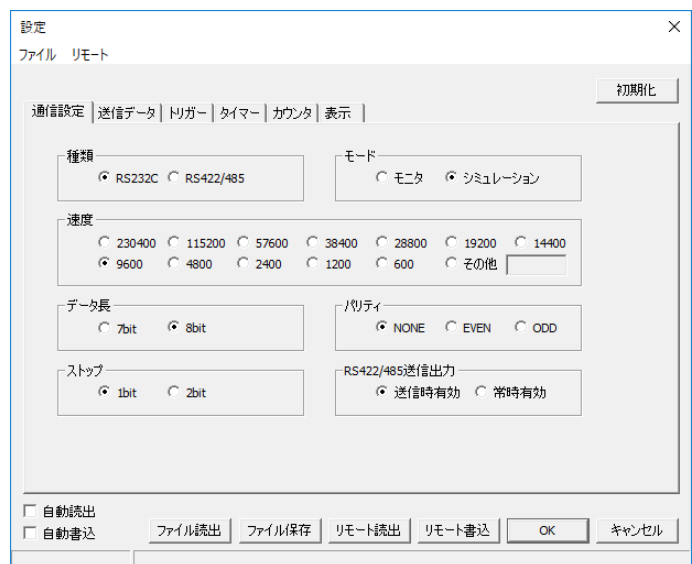 設定
ファイル リモート
初期化
通信設定 送信データ トリガー タイマー カウンタ 表示
種類
RS232C RS422/485
モード
モニタ シミュレーション
速度
230400 115200 57600 38400 28800 19200 14400
9600 4800 2400 1200 600 その他
データ長
7bit 8bit
パリティ
NONE EVEN ODD
ストップ
1bit 2bit
RS422/485送信出力
送信時有効 常時有効
自動読出
自動書込
ファイル読出 ファイル保存 リモート読出 リモート書込 OK キャンセル